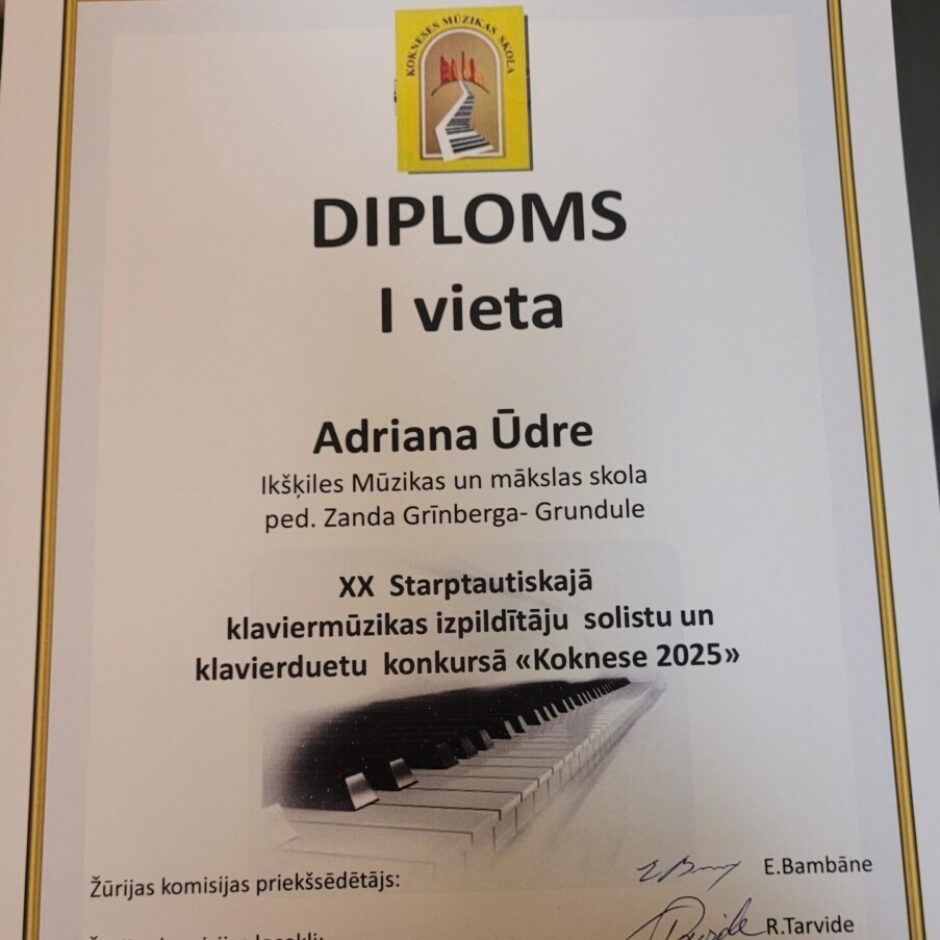 KOKNESES MŪZIKAS SKOLA
DIPLOMS
I vieta
Adriana Ūdre
Ikšķiles Mūzikas un mākslas skola
ped. Zanda Grīnberga- Grundule
XX Starptautiskajā
klaviermūzikas izpildītāju solistu un
klavierduetu konkursā «Koknese 2025»
Žūrijas komisijas priekšsēdētājs: E.Bambāne
R.Tarvide